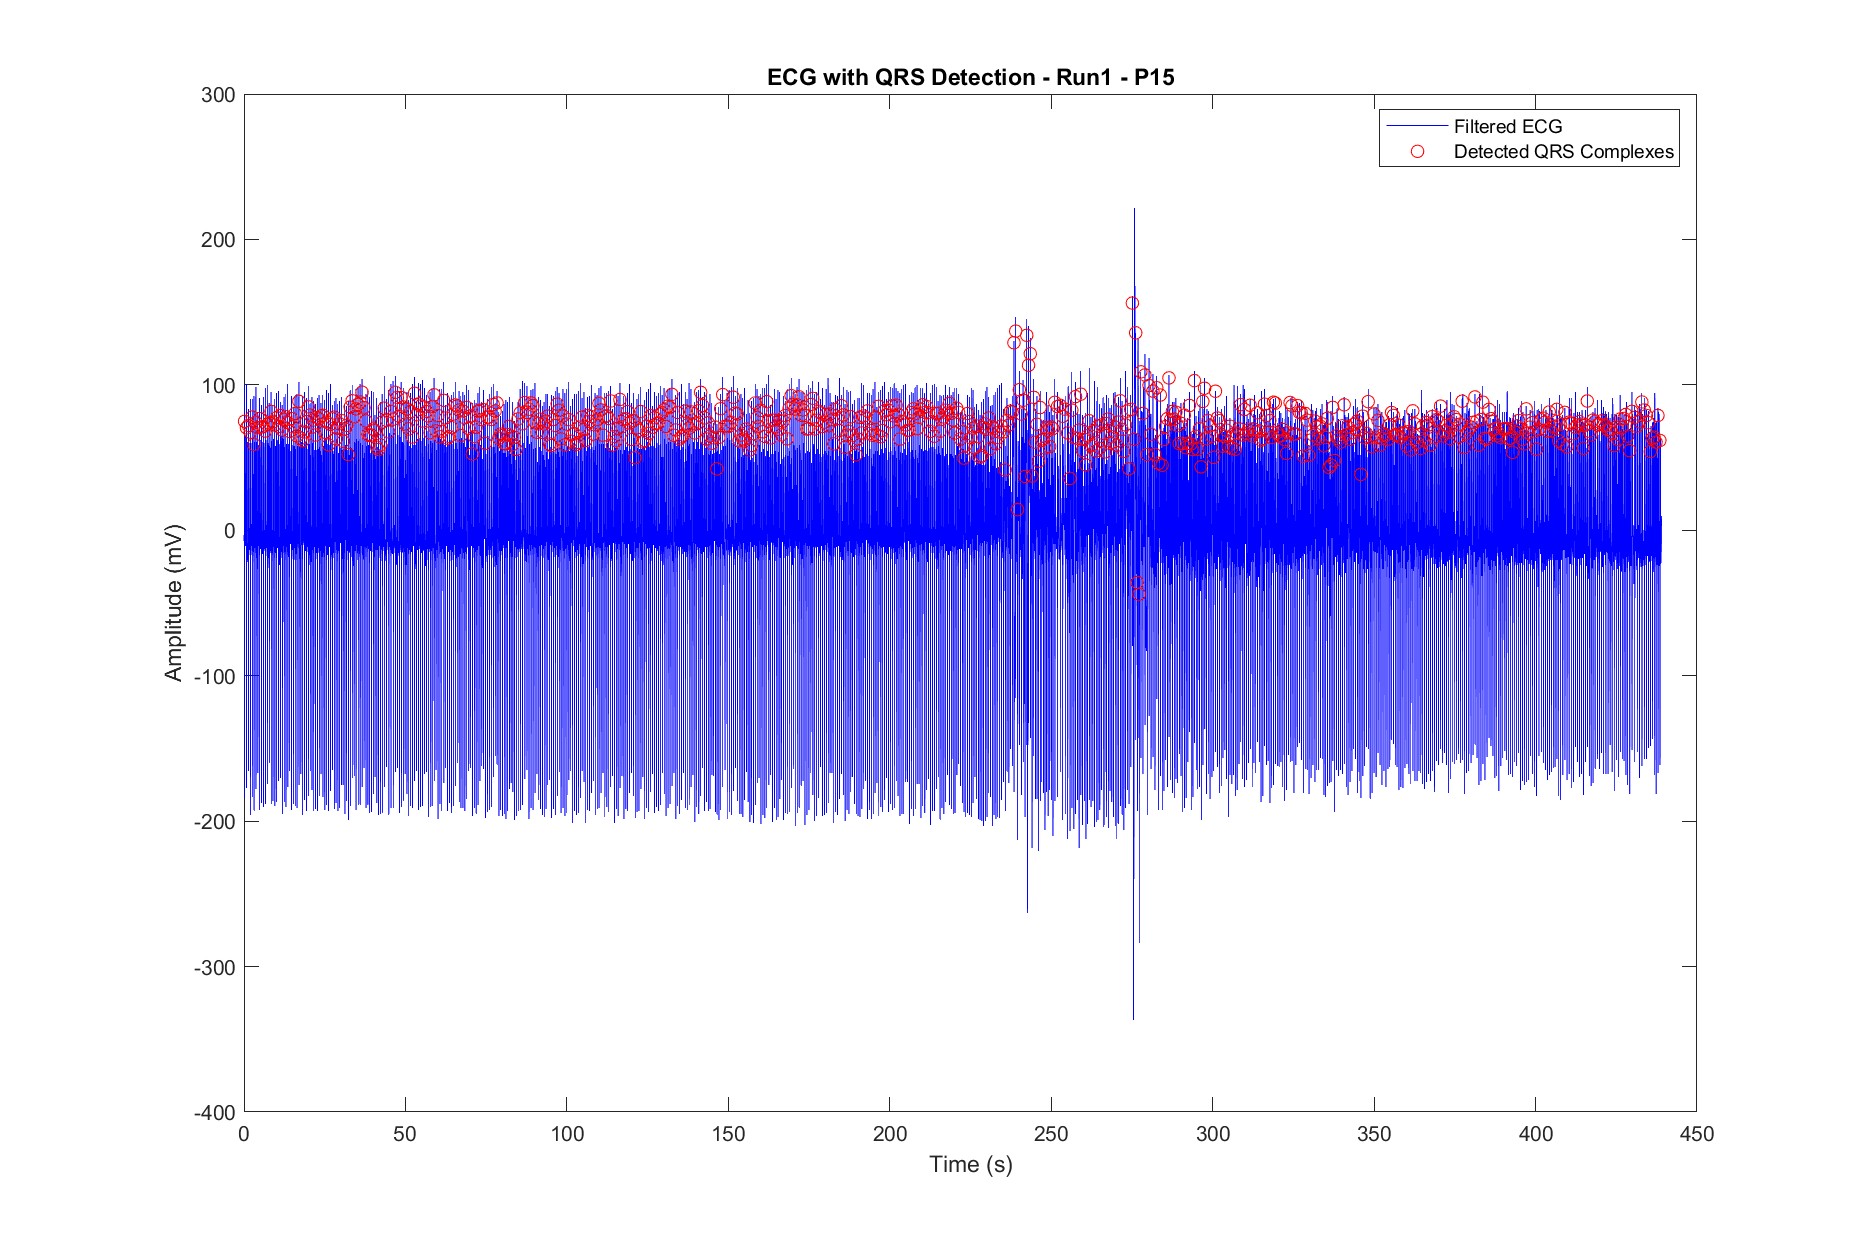 ECG with QRS Detection - Run1 - P15
300
200
100
0
-100
-200
-300
-400
Amplitude (mV)
Filtered ECG
Detected QRS Complexes
0 50 100 150 200 250 300 350 400 450
Time (s)